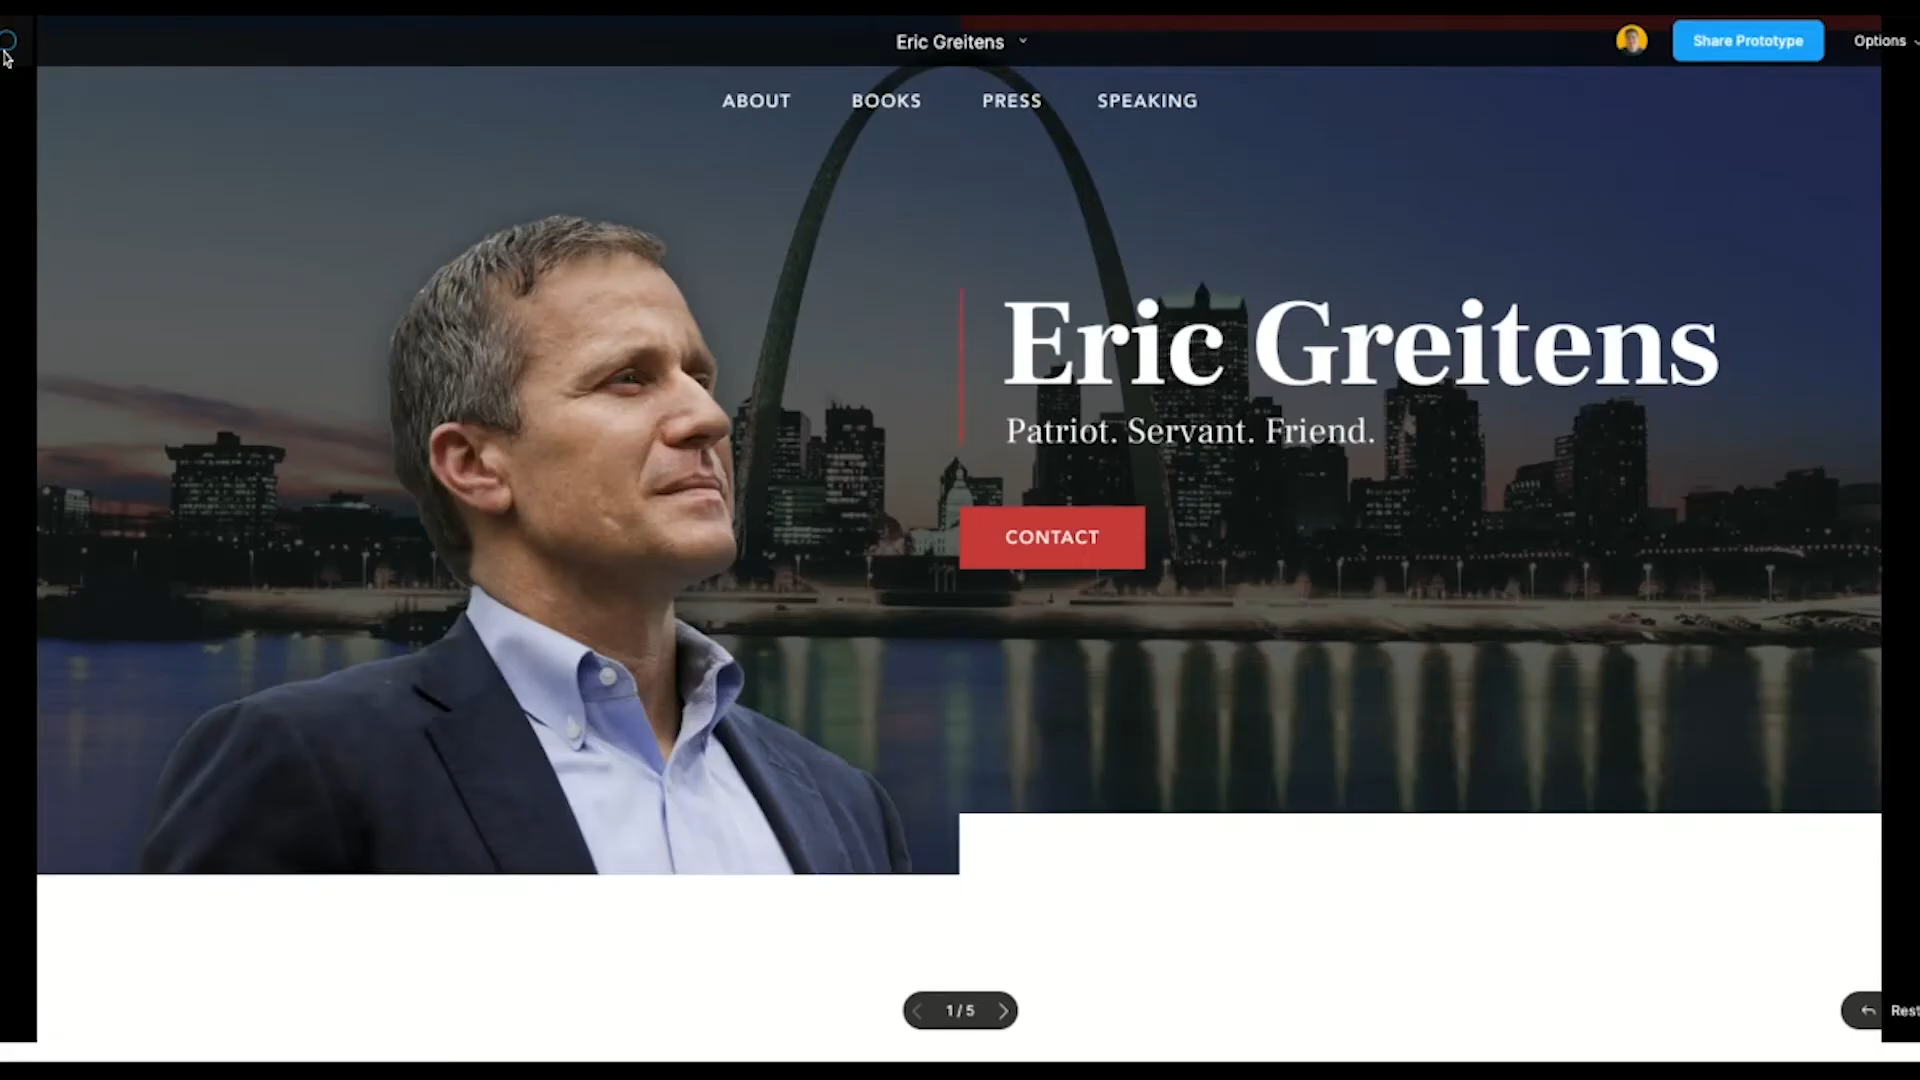 Eric Greitens
Share Prototype
Options
ABOUT BOOKS PRESS SPEAKING
Eric Greitens
Patriot. Servant. Friend.
CONTACT
1 / 5
Rest